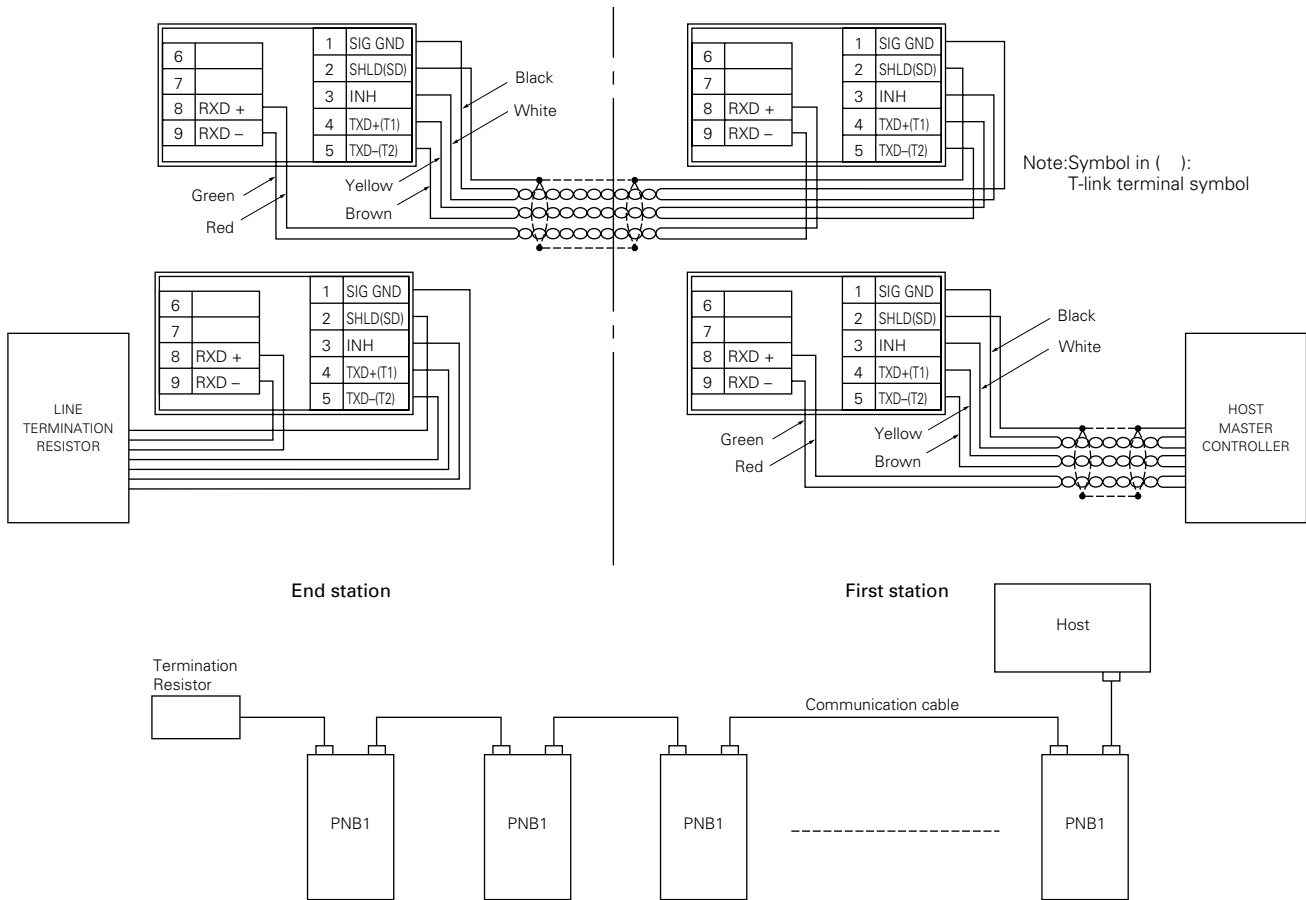 1 SIG GND
2 SHLD(SD)
3 INH
4 TXD+(T1)
5 TXD–(T2)
6
7
8 RXD +
9 RXD –
Black
White
Yellow
Brown
Green
Red
1 SIG GND
2 SHLD(SD)
3 INH
4 TXD+(T1)
5 TXD–(T2)
6
7
8 RXD +
9 RXD –
Note:Symbol in ( ):
T-link terminal symbol
1 SIG GND
2 SHLD(SD)
3 INH
4 TXD+(T1)
5 TXD–(T2)
6
7
8 RXD +
9 RXD –
LINE
TERMINATION
RESISTOR
1 SIG GND
2 SHLD(SD)
3 INH
4 TXD+(T1)
5 TXD–(T2)
6
7
8 RXD +
9 RXD –
Black
White
Green
Red
Yellow
Brown
HOST
MASTER
CONTROLLER
End station
First station
Host
Termination
Resistor
Communication cable
PNB1
PNB1
PNB1
PNB1